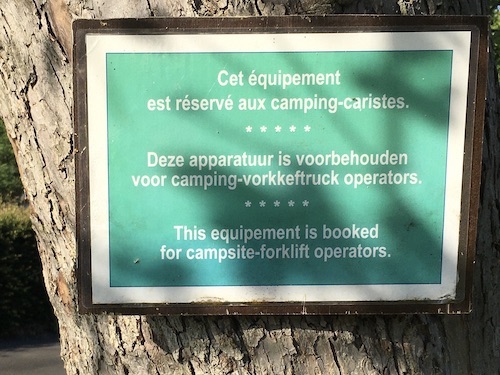 Cet équipement
est réservé aux camping-caristes.
* * * * *
Deze apparatuur is voorbehouden
voor camping-vorkkeftruck operators.
* * * * *
This equipement is booked
for campsite-forklift operators.